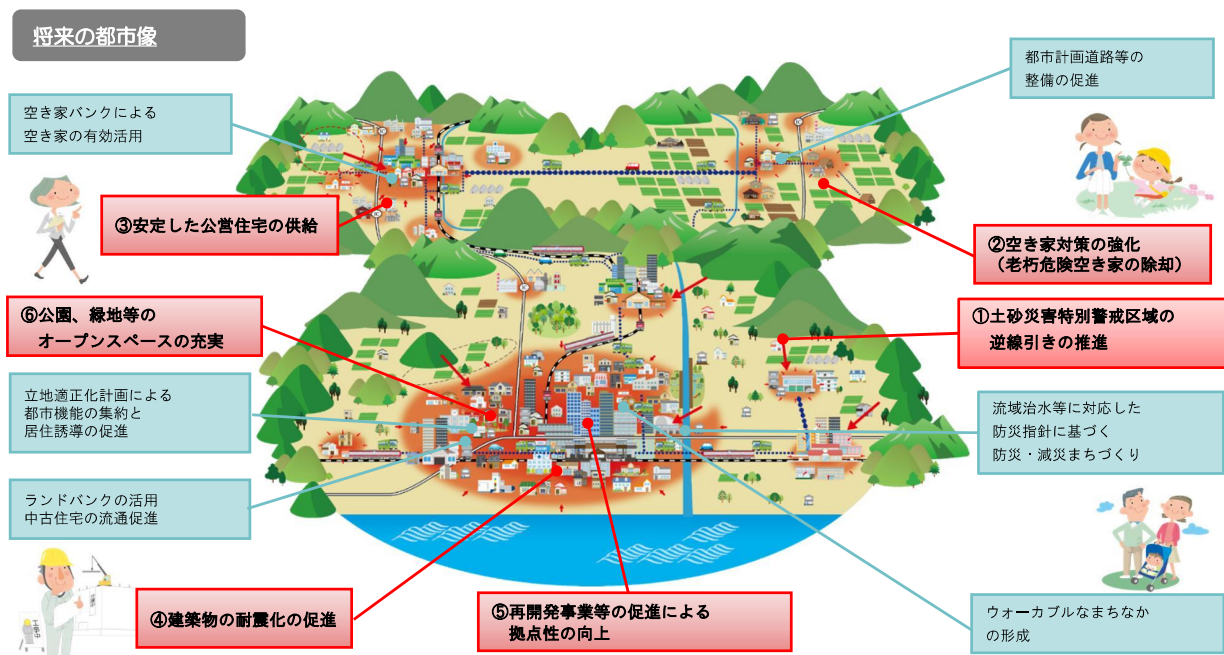 将来の都市像
都市計画道路等の
整備の促進
空き家バンクによる
空き家の有効活用
③安定した公営住宅の供給
②空き家対策の強化
（老朽危険空き家の除却）
⑥公園、緑地等の
オープンスペースの充実
①土砂災害特別警戒区域の
逆線引きの推進
立地適正化計画による
都市機能の集約と
居住誘導の促進
流域治水等に対応した
防災指針に基づく
防災・減災まちづくり
ランドバンクの活用
中古住宅の流通促進
④建築物の耐震化の促進
⑤再開発事業等の促進による
拠点性の向上
ウォーカブルなまちなか
の形成
工事中